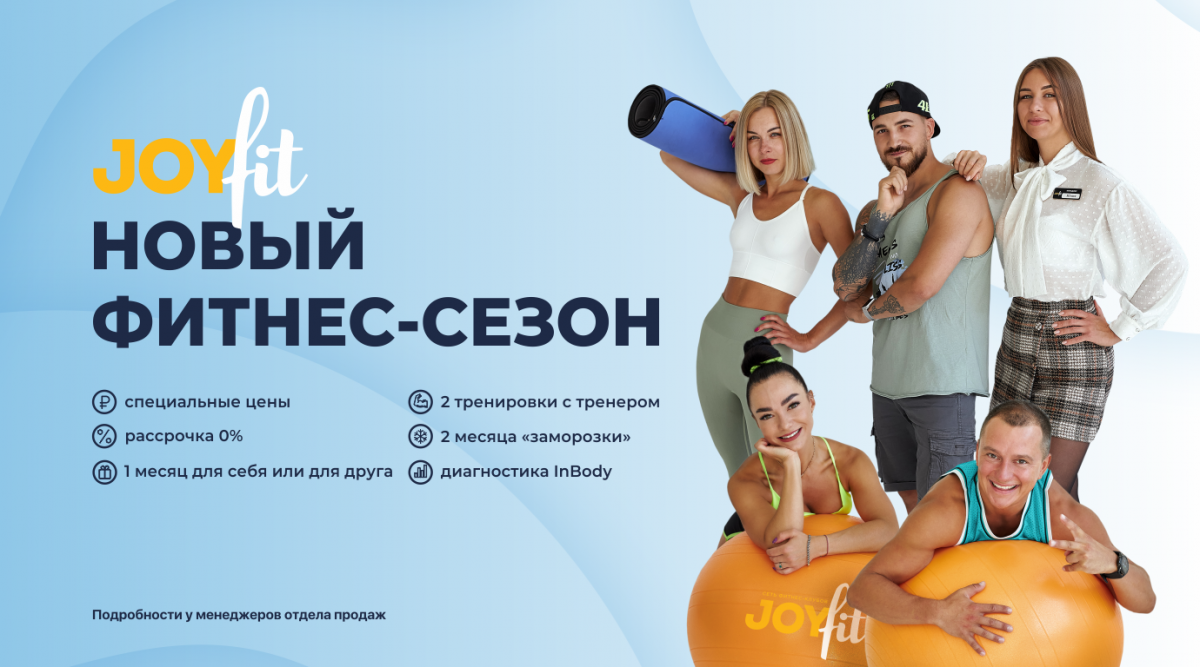 JOYfit
НОВЫЙ
ФИТНЕС-СЕЗОН
специальные цены
рассрочка 0%
1 месяц для себя или для друга
2 тренировки с тренером
2 месяца «заморозки»
диагностика InBody
Подробности у менеджеров отдела продаж
JOYfit